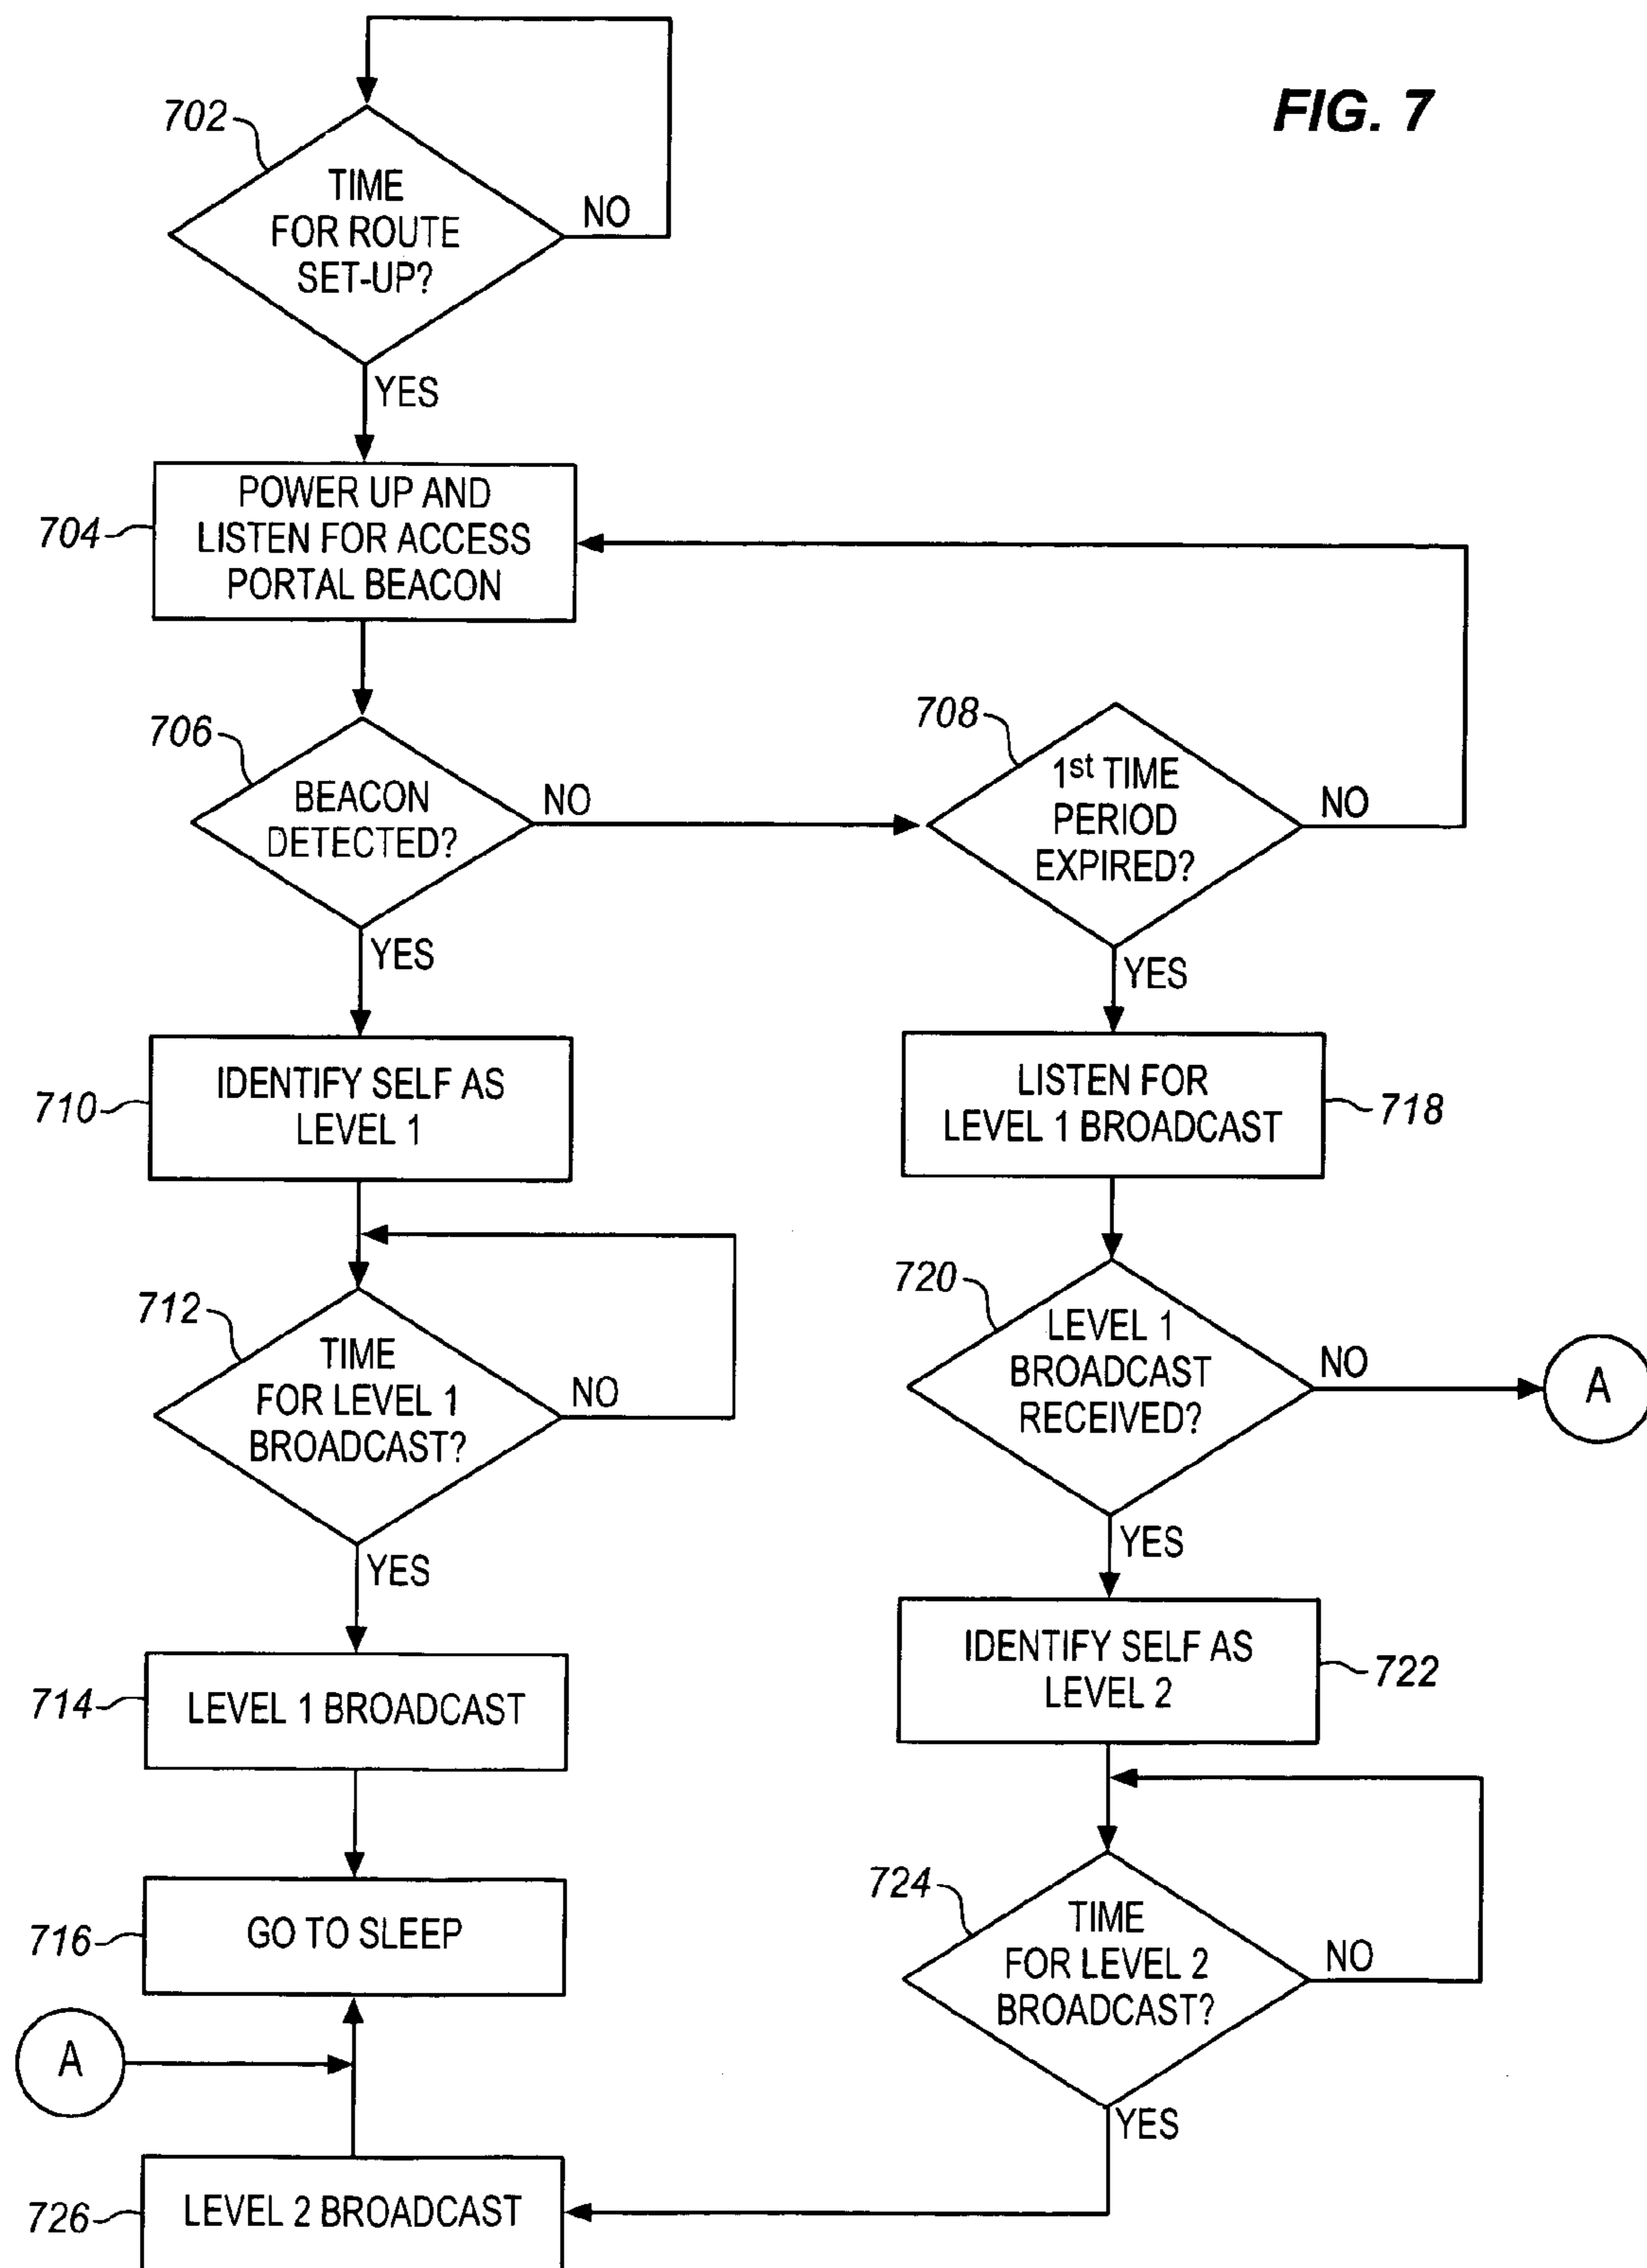 FIG. 7
702
TIME
FOR ROUTE
SET-UP?
NO
YES
704
POWER UP AND
LISTEN FOR ACCESS
PORTAL BEACON
706
BEACON
DETECTED?
NO
YES
708
1st TIME
PERIOD
EXPIRED?
NO
YES
710
IDENTIFY SELF AS
LEVEL 1
LISTEN FOR
LEVEL 1 BROADCAST
718
712
TIME
FOR LEVEL 1
BROADCAST?
NO
YES
720
LEVEL 1
BROADCAST
RECEIVED?
NO
A
YES
714
LEVEL 1 BROADCAST
IDENTIFY SELF AS
LEVEL 2
722
716
GO TO SLEEP
724
TIME
FOR LEVEL 2
BROADCAST?
NO
YES
A
726
LEVEL 2 BROADCAST